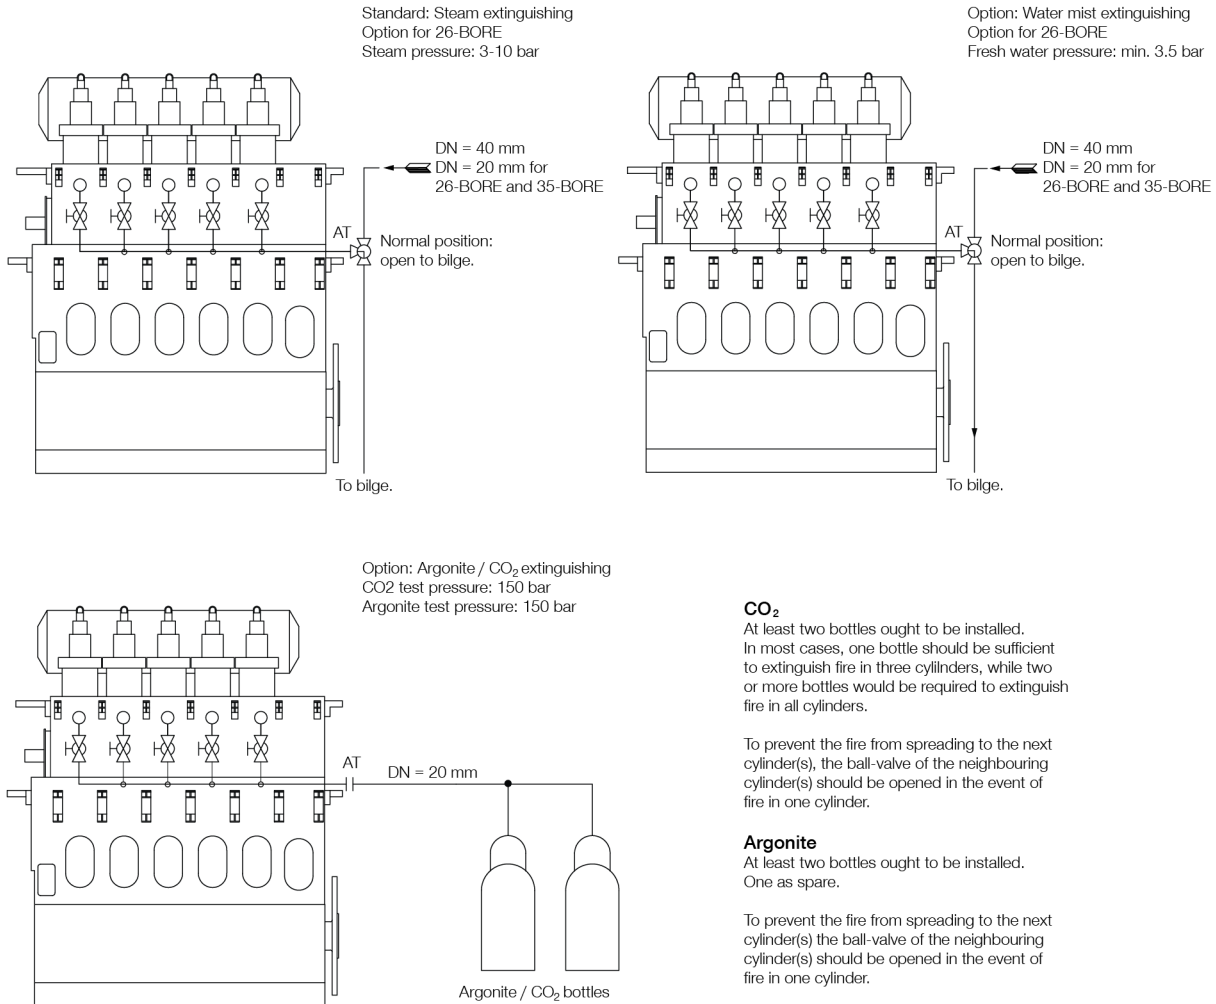 Standard: Steam extinguishing
Option for 26-BORE
Steam pressure: 3-10 bar
DN = 40 mm
DN = 20 mm for
26-BORE and 35-BORE
AT
Normal position:
open to bilge.
To bilge.
Option: Water mist extinguishing
Option for 26-BORE
Fresh water pressure: min. 3.5 bar
DN = 40 mm
DN = 20 mm for
26-BORE and 35-BORE
AT
Normal position:
open to bilge.
To bilge.
Option: Argonite / CO₂ extinguishing
CO2 test pressure: 150 bar
Argonite test pressure: 150 bar
AT
DN = 20 mm
Argonite / CO₂ bottles
CO₂
At least two bottles ought to be installed.
In most cases, one bottle should be sufficient
to extinguish fire in three cylilnders, while two
or more bottles would be required to extinguish
fire in all cylinders.
To prevent the fire from spreading to the next
cylinder(s), the ball-valve of the neighbouring
cylinder(s) should be opened in the event of
fire in one cylinder.
Argonite
At least two bottles ought to be installed.
One as spare.
To prevent the fire from spreading to the next
cylinder(s) the ball-valve of the neighbouring
cylinder(s) should be opened in the event of
fire in one cylinder.